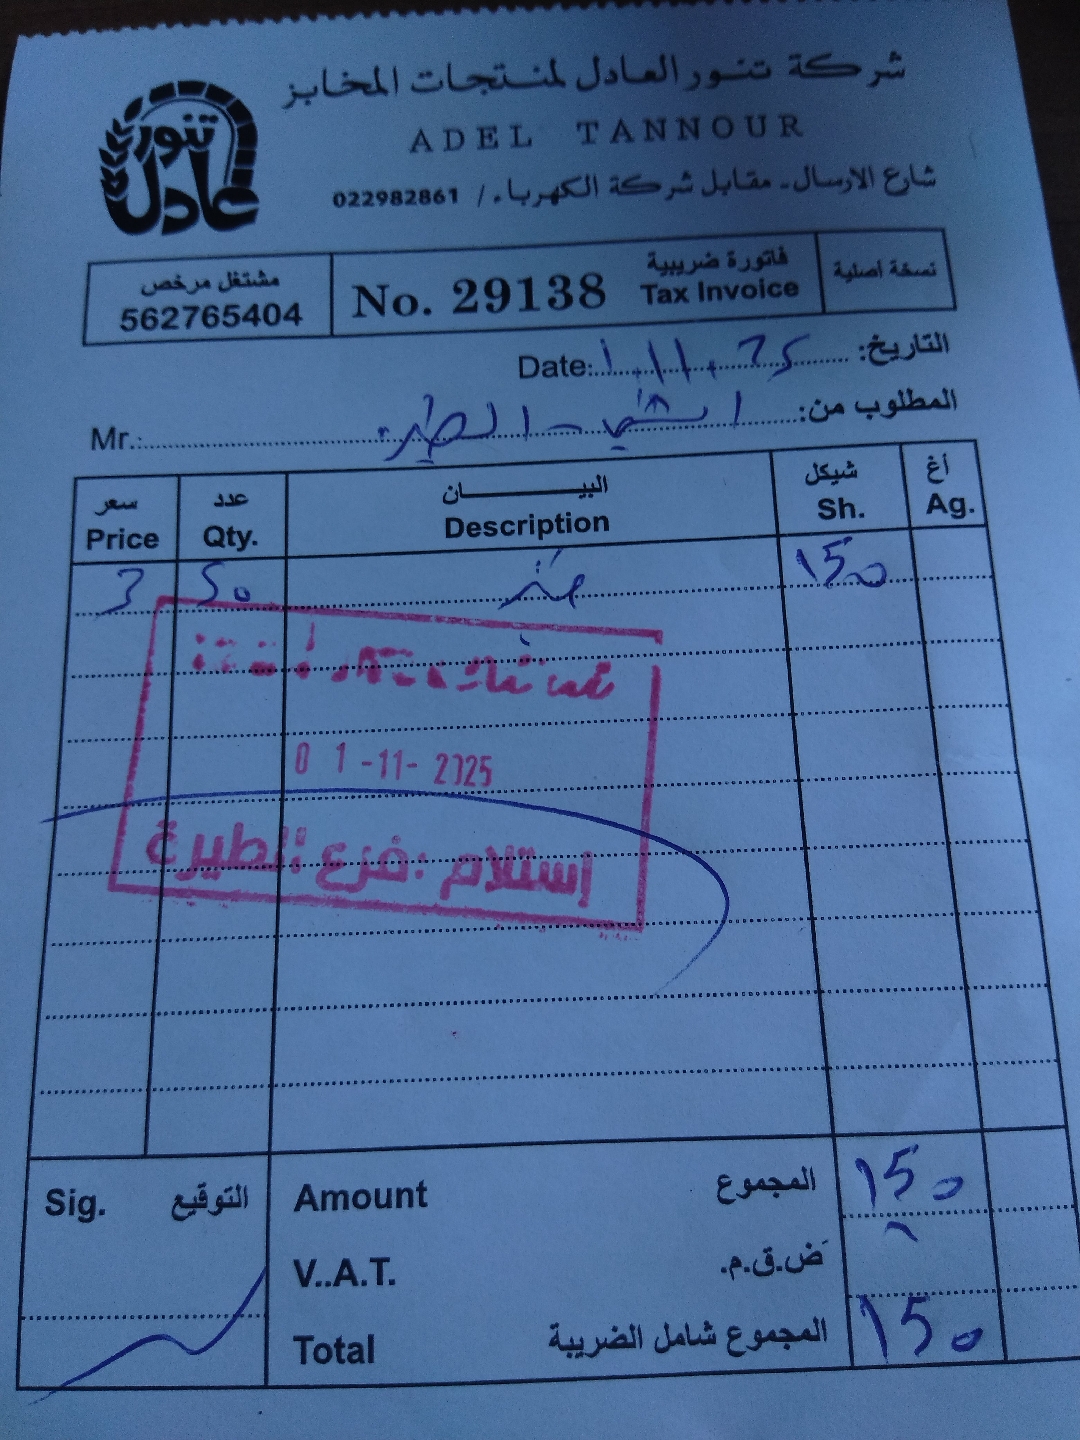 شركة تنور العادل لمنتجات المخابز
ADEL TANNOUR
شارع الارسال - مقابل شركة الكهرباء / 022982861
تنور عادل
نسخة أصلية
فاتورة ضريبية
Tax Invoice
No. 29138
مشتغل مرخص
562765404
التاريخ: Date: 1.11.25
المطلوب من: Mr.:
سعر Price عدد Qty. البيان Description شيكل Sh. أغ Ag.
3 50 150
01-11-2025
إستلام : فرع الطيرة
Sig. التوقيع
Amount المجموع 150
V..A.T. ض.ق.م.
Total المجموع شامل الضريبة 150